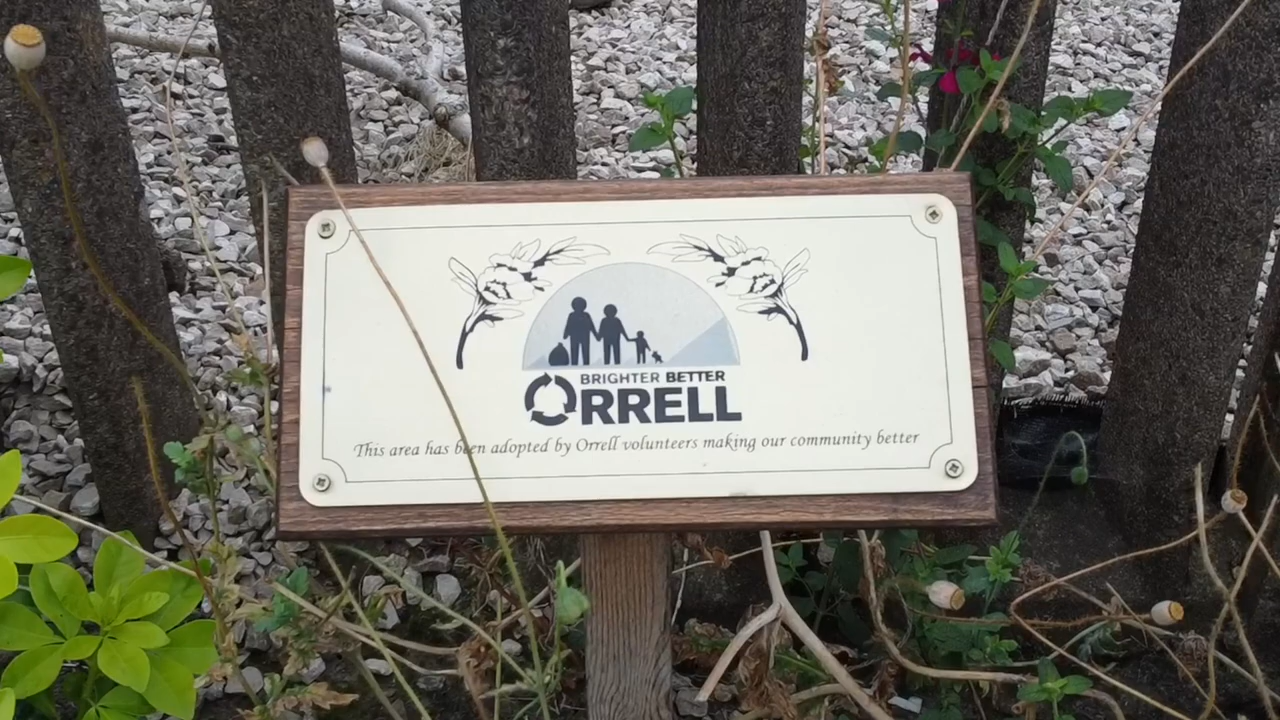 BRIGHTER BETTER
ORRELL
This area has been adopted by Orrell volunteers making our community better